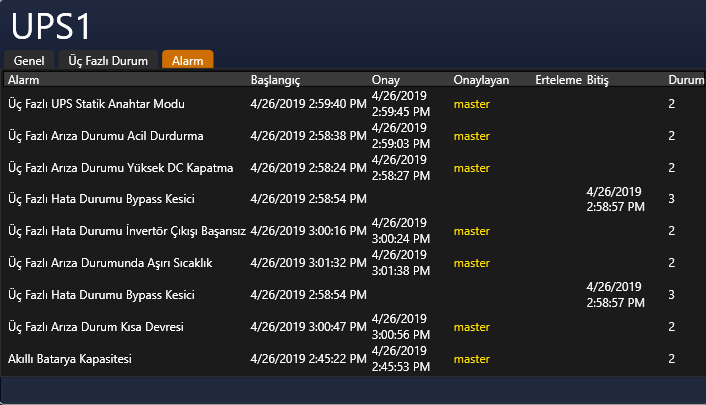 UPS1
Genel Üç Fazlı Durum Alarm
Alarm Başlangıç Onay Onaylayan Erteleme Bitiş Durum
Üç Fazlı UPS Statik Anahtar Modu 4/26/2019 2:59:40 PM 4/26/2019 2:59:45 PM master 2
Üç Fazlı Arıza Durumu Acil Durdurma 4/26/2019 2:58:38 PM 4/26/2019 2:59:03 PM master 2
Üç Fazlı Arıza Durumu Yüksek DC Kapatma 4/26/2019 2:58:24 PM 4/26/2019 2:58:27 PM master 2
Üç Fazlı Hata Durumu Bypass Kesici 4/26/2019 2:58:54 PM 4/26/2019 2:58:57 PM 3
Üç Fazlı Hata Durumu İnvertör Çıkışı Başarısız 4/26/2019 3:00:16 PM 4/26/2019 3:00:24 PM master 2
Üç Fazlı Arıza Durumunda Aşırı Sıcaklık 4/26/2019 3:01:32 PM 4/26/2019 3:01:38 PM master 2
Üç Fazlı Hata Durumu Bypass Kesici 4/26/2019 2:58:54 PM 4/26/2019 2:58:57 PM 3
Üç Fazlı Arıza Durum Kısa Devresi 4/26/2019 3:00:47 PM 4/26/2019 3:00:56 PM master 2
Akıllı Batarya Kapasitesi 4/26/2019 2:45:22 PM 4/26/2019 2:45:53 PM master 2